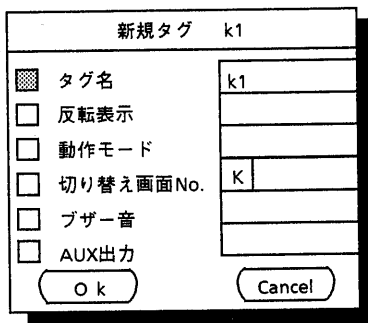 新規タグ k1
タグ名 k1
反転表示
動作モード
切り替え画面No. K
ブザー音
AUX出力
Ok Cancel